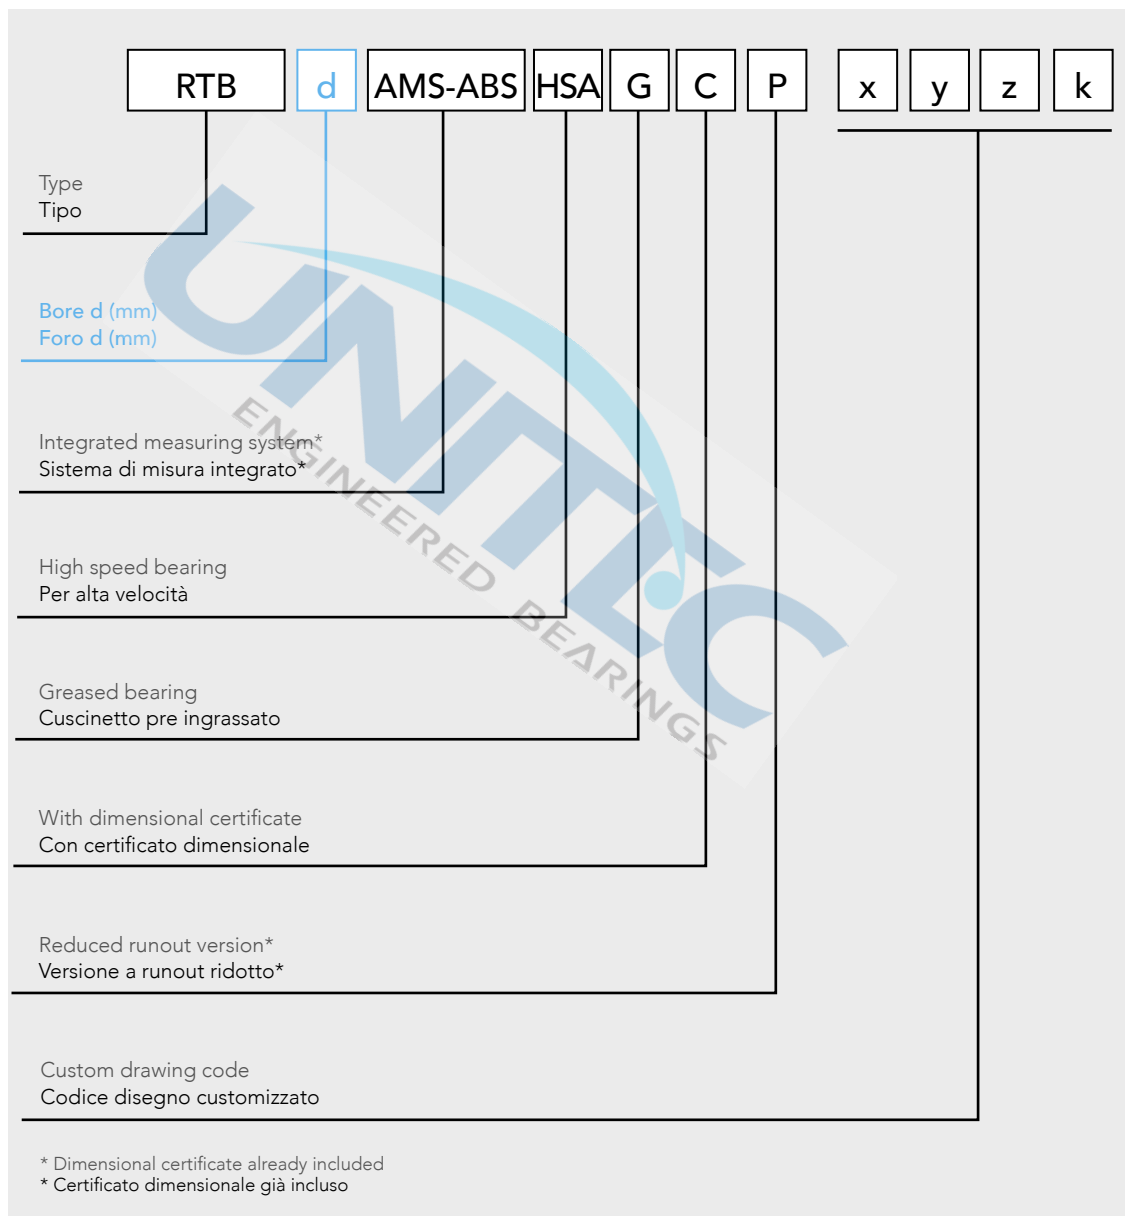 RTB d AMS-ABS HSA G C P x y z k
Type
Tipo
Bore d (mm)
Foro d (mm)
Integrated measuring system*
Sistema di misura integrato*
High speed bearing
Per alta velocità
Greased bearing
Cuscinetto pre ingrassato
With dimensional certificate
Con certificato dimensionale
Reduced runout version*
Versione a runout ridotto*
Custom drawing code
Codice disegno customizzato
* Dimensional certificate already included
* Certificato dimensionale già incluso
UNITEC
ENGINEERED BEARINGS